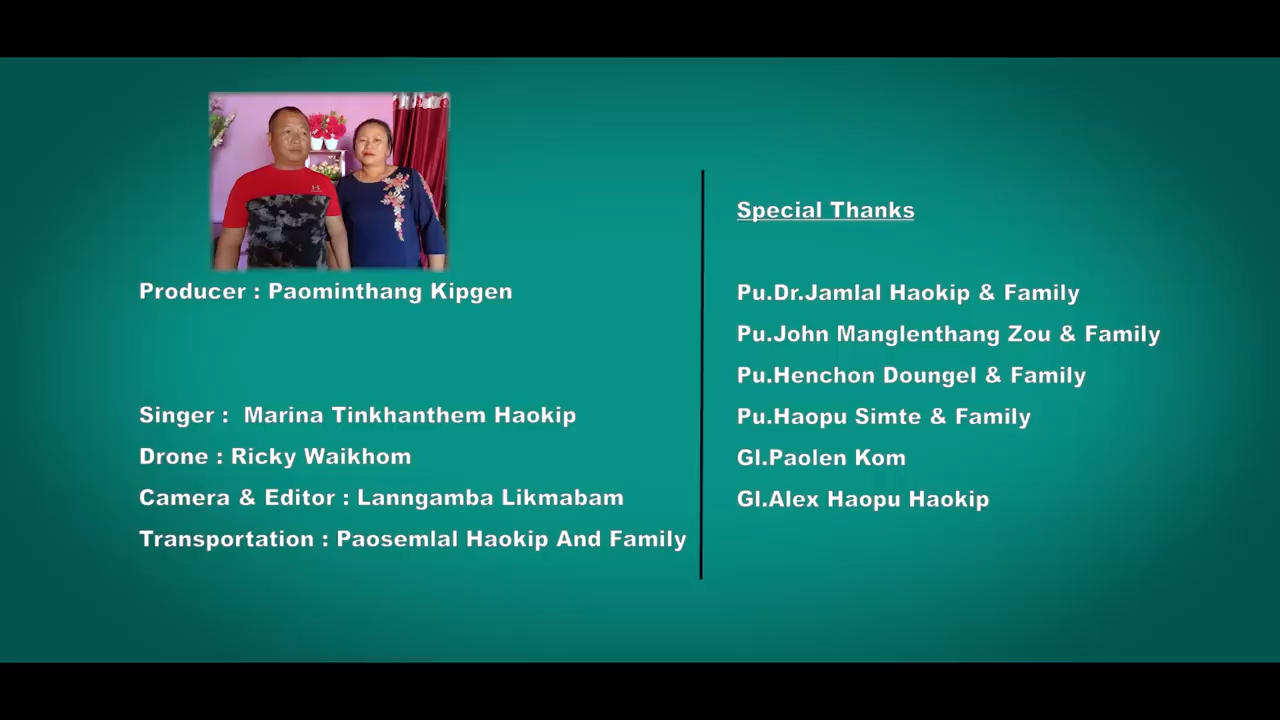 Producer : Paominthang Kipgen
Singer :  Marina Tinkhanthem Haokip
Drone : Ricky Waikhom
Camera & Editor : Lanngamba Likmabam
Transportation : Paosemlal Haokip And Family
Special Thanks
Pu.Dr.Jamlal Haokip & Family
Pu.John Manglenthang Zou & Family
Pu.Henchon Doungel & Family
Pu.Haopu Simte & Family
Gl.Paolen Kom
Gl.Alex Haopu Haokip